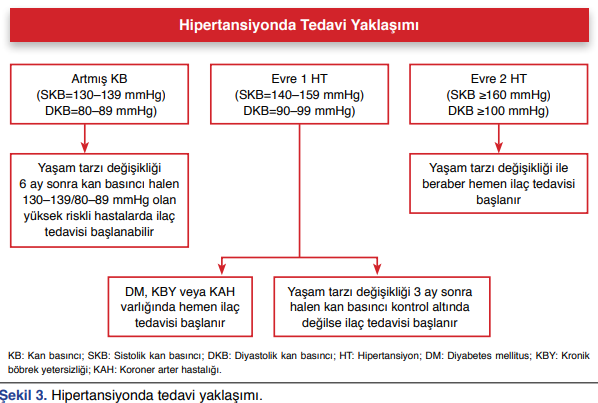 Hipertansiyonda Tedavi Yaklaşımı
Artmış KB
(SKB=130–139 mmHg)
DKB=80–89 mmHg)
Evre 1 HT
(SKB=140–159 mmHg)
DKB=90–99 mmHg)
Evre 2 HT
(SKB ≥160 mmHg)
DKB ≥100 mmHg)
Yaşam tarzı değişikliği
6 ay sonra kan basıncı halen
130–139/80–89 mmHg olan
yüksek riskli hastalarda ilaç
tedavisi başlanabilir
Yaşam tarzı değişikliği ile
beraber hemen ilaç tedavisi
başlanır
DM, KBY veya KAH
varlığında hemen ilaç
tedavisi başlanır
Yaşam tarzı değişikliği 3 ay sonra
halen kan basıncı kontrol altında
değilse ilaç tedavisi başlanır
KB: Kan basıncı; SKB: Sistolik kan basıncı; DKB: Diyastolik kan basıncı; HT: Hipertansiyon; DM: Diyabetes mellitus; KBY: Kronik
böbrek yetersizliği; KAH: Koroner arter hastalığı.
Şekil 3. Hipertansiyonda tedavi yaklaşımı.